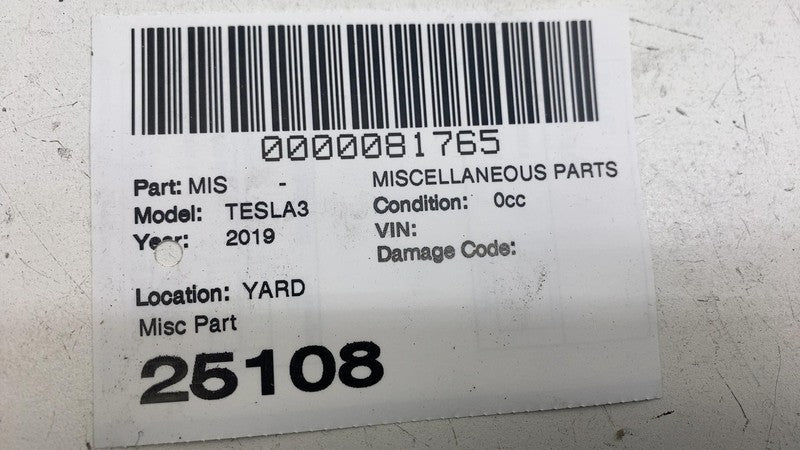 0000081765
Part: MIS - MISCELLANEOUS PARTS
Model: TESLA3 Condition: 0cc
Year: 2019 VIN:
Damage Code:
Location: YARD
Misc Part
25108